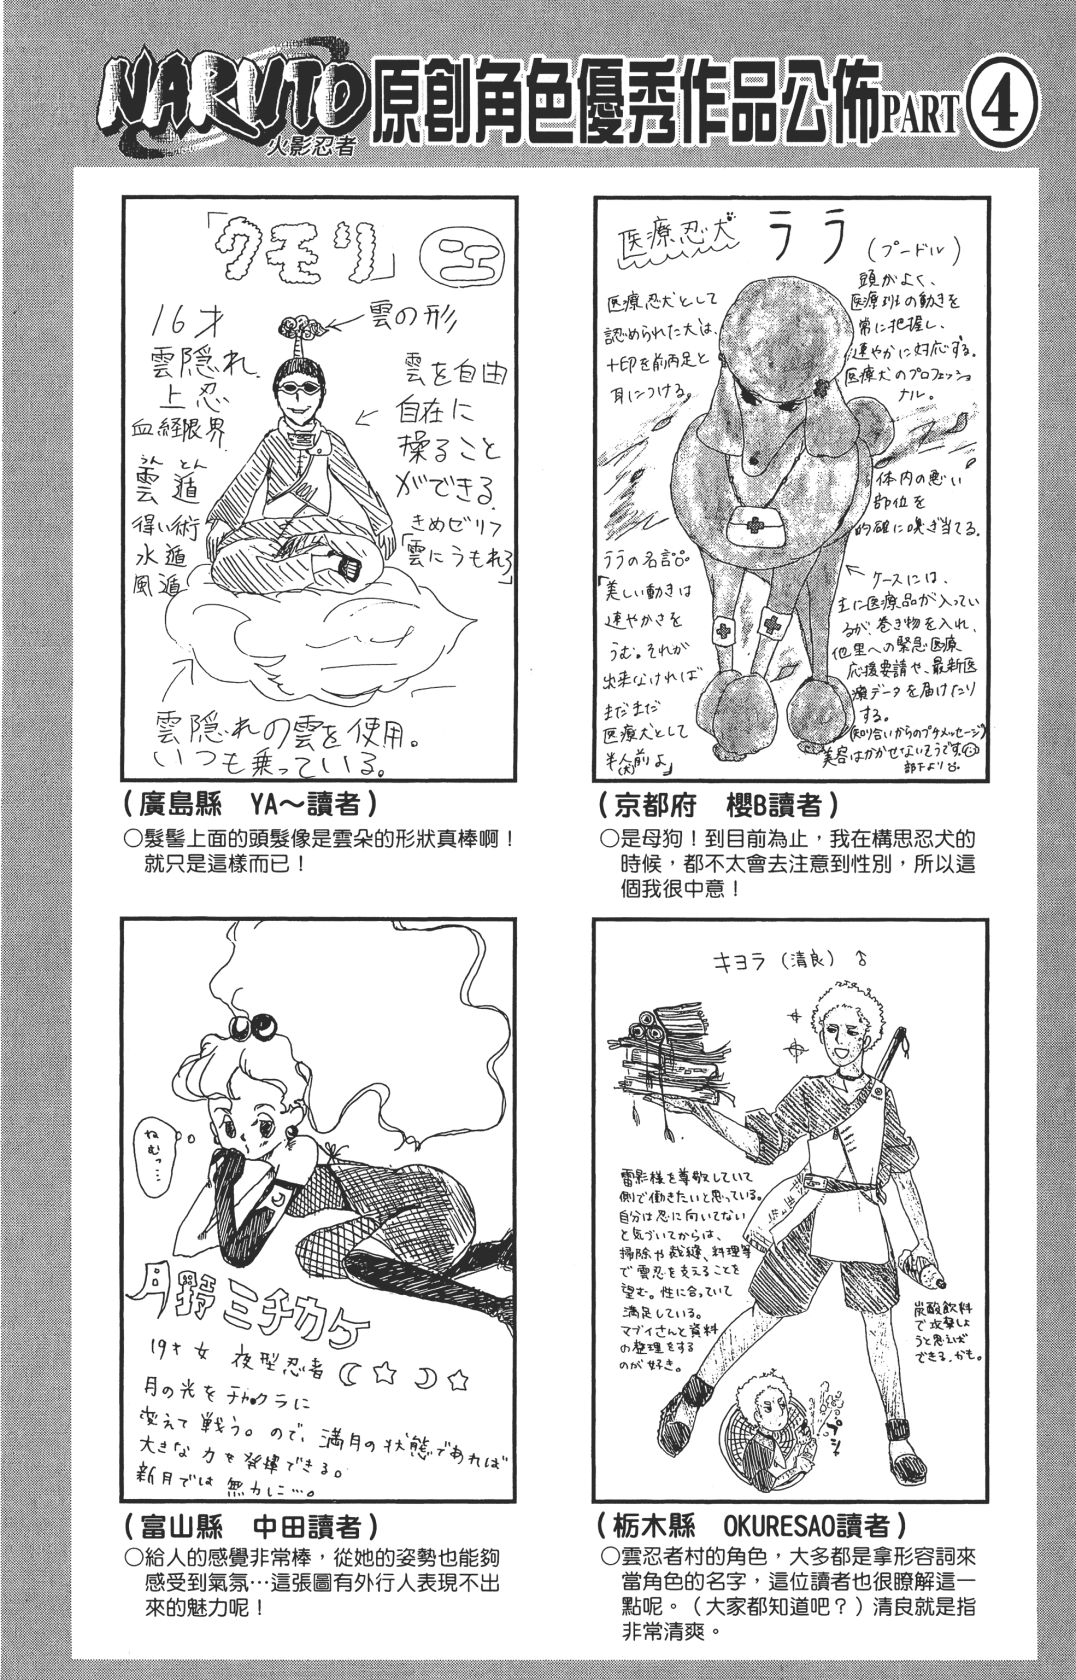 NARUTO
火影忍者
原創角色優秀作品公佈PART④
「クモリ」
16才
雲隠れ
上忍
血経限界
うん とん
雲遁
得い術
水遁
風遁
雲の形
雲を自由
自在に
操ること
ができる
きめゼリフ
「雲にうもれろ」
雲隠れの雲を使用。
いつも乗っている。
(廣島縣 YA～讀者)
○髮髻上面的頭髮像是雲朵的形狀真棒啊！
就只是這樣而已！
医療忍犬 ララ
(プードル)
医療忍犬として
認められた犬は、
十印を前両足と
耳につける。
頭がよく、
医療班の動きを
常に把握し、
速やかに対応する。
医療犬のプロフェッショ
ナル。
体内の悪い
部位を
的確に嗅ぎ当てる。
ララの名言
「美しい動きは
速やかさを
うむ。それが
出来なければ
まだまだ
医療犬として
半人前よ」
(犬)
ケースには、
主に医療品が入ってい
るが、巻き物を入れ、
他里への緊急医療
応援要請や、最新医
療データを届けたり
する。
(知り合いからのプチメッセージ)
美容はかかせないそうです。
部下より
(京都府 櫻B讀者)
○是母狗！到目前為止，我在構思忍犬的
時候，都不太會去注意到性別，所以這
個我很中意！
ねむっ…
月野ミチカケ
19才 女 夜型忍者
月の光をチャクラに
変えて戦う。ので、満月の状態であれば
大きな力を発揮できる。
新月では無力に…。
(富山縣 中田讀者)
○給人的感覺非常棒，從她的姿勢也能夠
感受到氣氛…這張圖有外行人表現不出
來的魅力呢！
キヨラ (清良) ♂
雷影様を尊敬していて
側で働きたいと思っている。
自分は忍に向いてない
と気づいてからは、
掃除や裁縫、料理等
で雲忍を支えることを
望む。性に合っていて
満足している。
マブイさんと資料
の整理をする
のが好き。
炭酸飲料
で攻撃しよ
うと思えば
できる、かも。
プシャ
(栃木縣 OKURESAO讀者)
○雲忍者村的角色，大多都是拿形容詞來
當角色的名字，這位讀者也很瞭解這一
點呢。（大家都知道吧？）清良就是指
非常清爽。